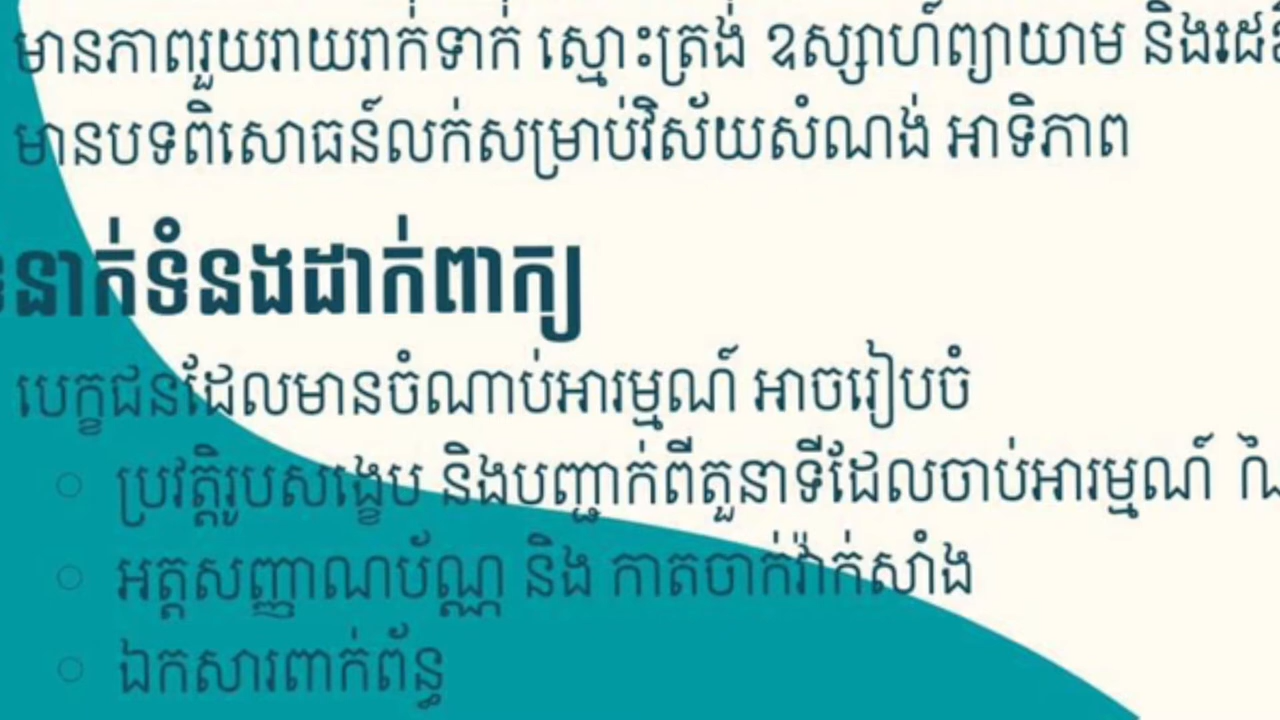 មានភាពរួយរាយរាក់ទាក់ ស្មោះត្រង់ ឧស្សាហ៍ព្យាយាម និង
មានបទពិសោធន៍លក់សម្រាប់វិស័យសំណង់ អាទិភាព
ទំនាក់ទំនងដាក់ពាក្យ
បេក្ខជនដែលមានចំណាប់អារម្មណ៍ អាចរៀបចំ
ប្រវត្តិរូបសង្ខេប និងបញ្ជាក់ពីតួនាទីដែលចាប់អារម្មណ៍
អត្តសញ្ញាណប័ណ្ណ និង កាតចាក់វ៉ាក់សាំង
ឯកសារពាក់ព័ន្ធ